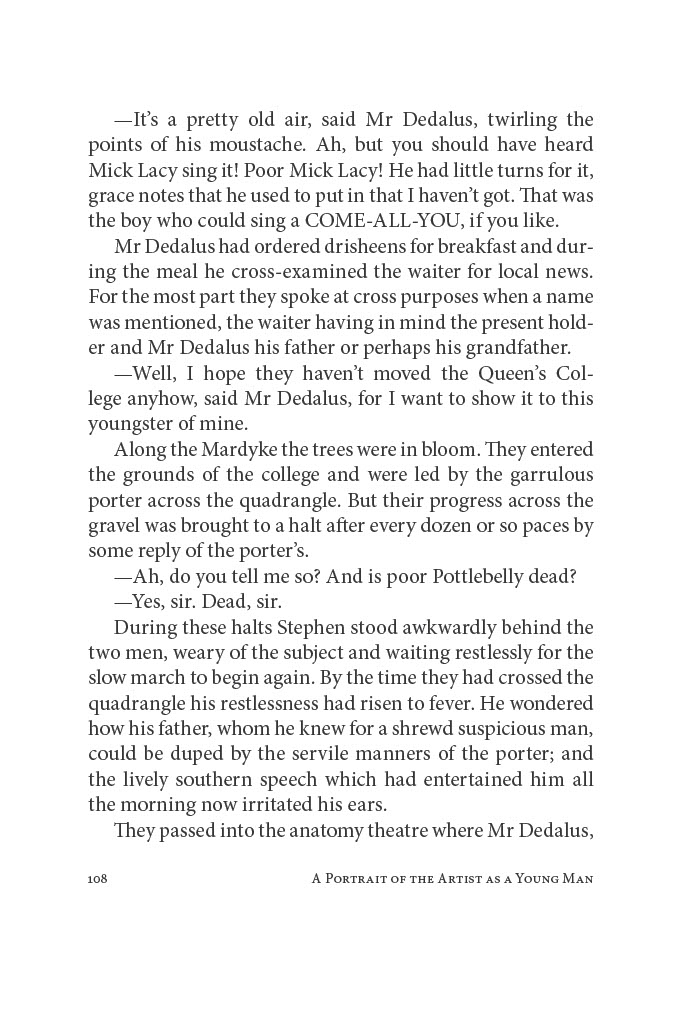 —It’s a pretty old air, said Mr Dedalus, twirling the
points of his moustache. Ah, but you should have heard
Mick Lacy sing it! Poor Mick Lacy! He had little turns for it,
grace notes that he used to put in that I haven’t got. That was
the boy who could sing a COME-ALL-YOU, if you like.
Mr Dedalus had ordered drisheens for breakfast and dur-
ing the meal he cross-examined the waiter for local news.
For the most part they spoke at cross purposes when a name
was mentioned, the waiter having in mind the present hold-
er and Mr Dedalus his father or perhaps his grandfather.
—Well, I hope they haven’t moved the Queen’s Col-
lege anyhow, said Mr Dedalus, for I want to show it to this
youngster of mine.
Along the Mardyke the trees were in bloom. They entered
the grounds of the college and were led by the garrulous
porter across the quadrangle. But their progress across the
gravel was brought to a halt after every dozen or so paces by
some reply of the porter’s.
—Ah, do you tell me so? And is poor Pottlebelly dead?
—Yes, sir. Dead, sir.
During these halts Stephen stood awkwardly behind the
two men, weary of the subject and waiting restlessly for the
slow march to begin again. By the time they had crossed the
quadrangle his restlessness had risen to fever. He wondered
how his father, whom he knew for a shrewd suspicious man,
could be duped by the servile manners of the porter; and
the lively southern speech which had entertained him all
the morning now irritated his ears.
They passed into the anatomy theatre where Mr Dedalus,
108 A Portrait of the Artist as a Young Man